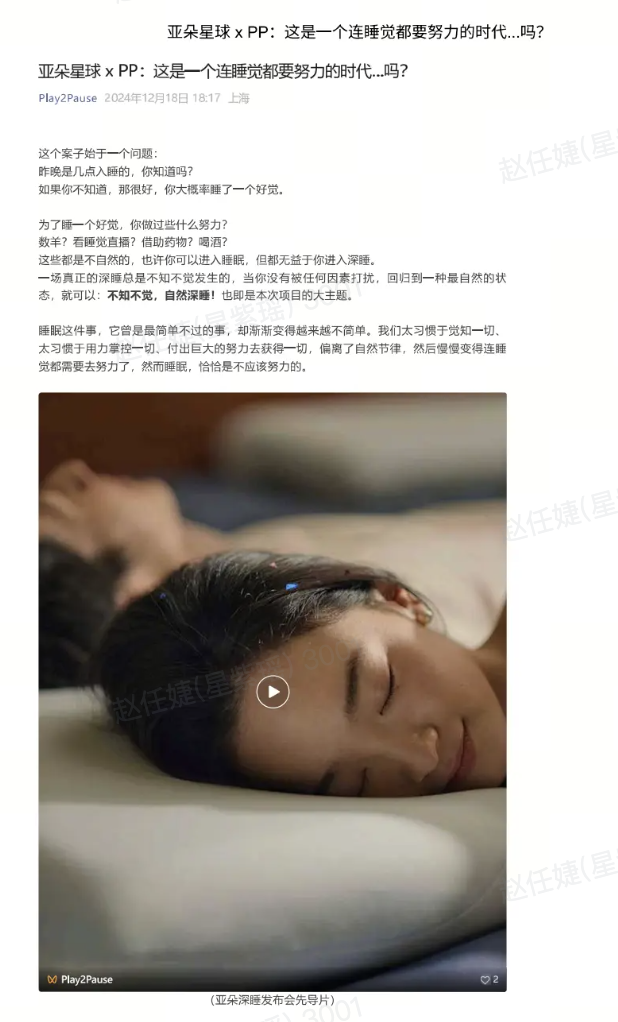 亚朵星球 x PP：这是一个连睡觉都要努力的时代...吗？
亚朵星球 x PP：这是一个连睡觉都要努力的时代...吗？
Play2Pause 2024年12月18日 18:17 上海
这个案子始于一个问题：
昨晚是几点入睡的，你知道吗？
如果你不知道，那很好，你大概率睡了一个好觉。
为了睡一个好觉，你做过些什么努力？
数羊？看睡觉直播？借助药物？喝酒？
这些都是不自然的，也许你可以进入睡眠，但都无益于你进入深睡。
一场真正的深睡总是不知不觉发生的，当你没有被任何因素打扰，回归到一种最自然的状
态，就可以：不知不觉，自然深睡！也即是本次项目的大主题。
睡眠这件事，它曾是最简单不过的事，却渐渐变得越来越不简单。我们太习惯于觉知一切、
太习惯于用力掌控一切、付出巨大的努力去获得一切，偏离了自然节律，然后慢慢变得连睡
觉都需要去努力了，然而睡眠，恰恰是不应该努力的。
赵任婕(星
赵任婕(星
赵任婕(星紫瑶) 3001
Play2Pause
2
赵任婕(星
（亚朵深睡发布会先导片）
3001